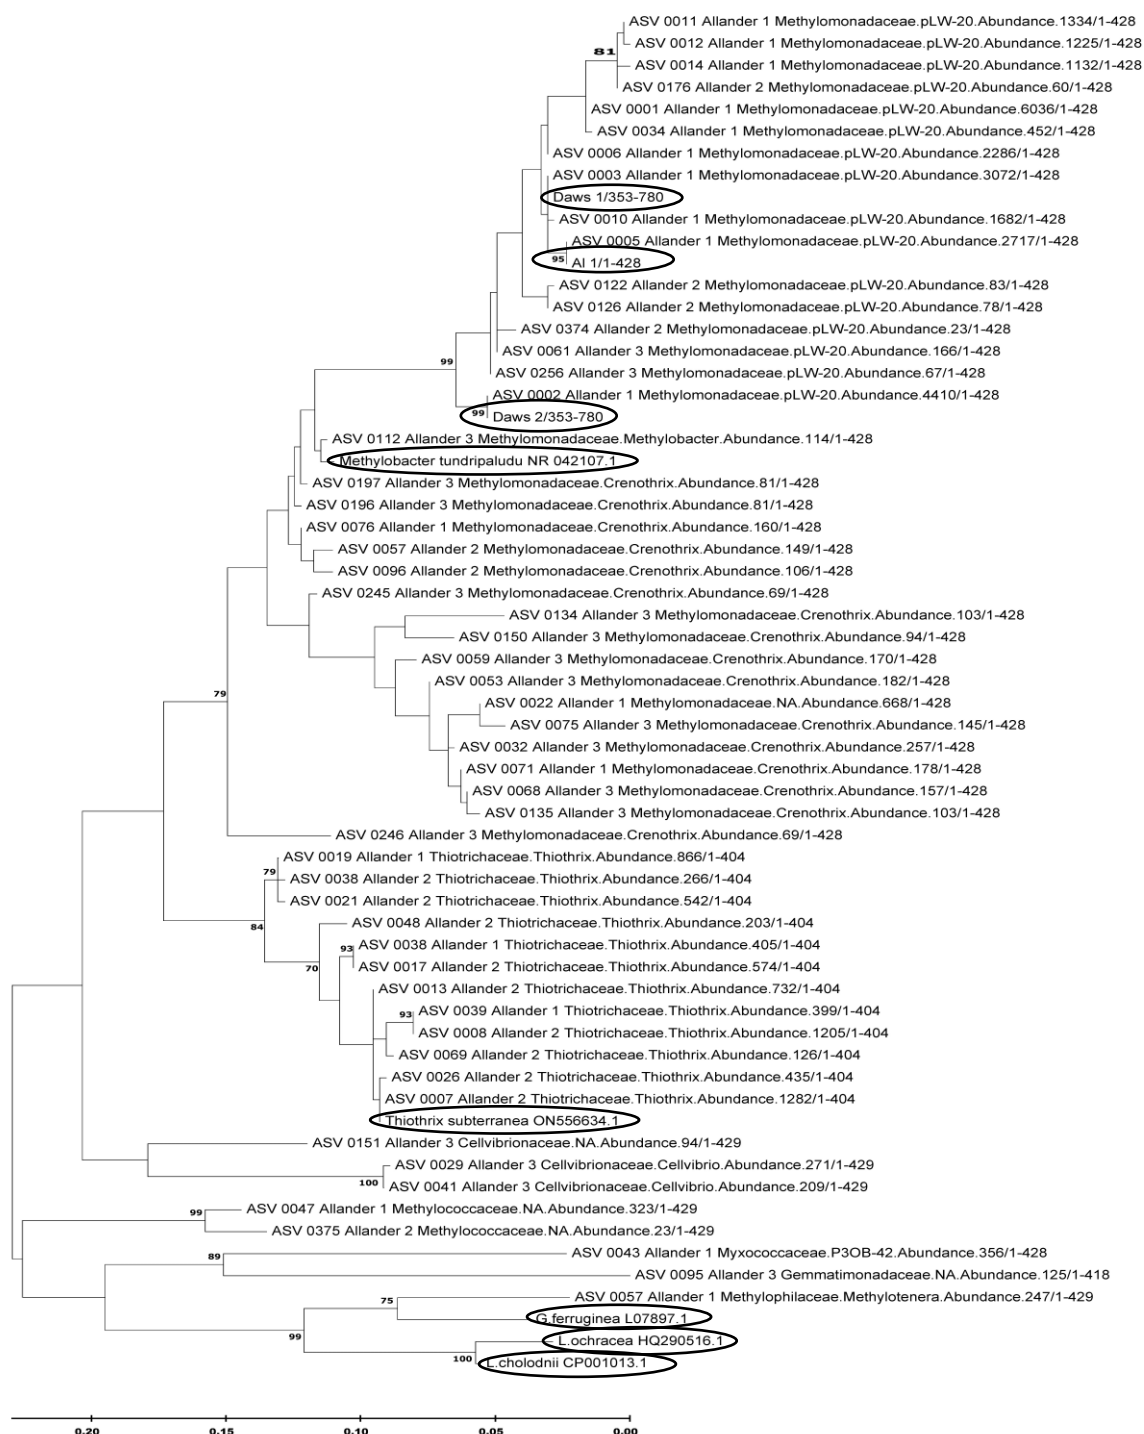 ASV 0011 Allander 1 Methylomonadaceae.pLW-20.Abundance.1334/1-428
ASV 0012 Allander 1 Methylomonadaceae.pLW-20.Abundance.1225/1-428
81
ASV 0014 Allander 1 Methylomonadaceae.pLW-20.Abundance.1132/1-428
ASV 0176 Allander 2 Methylomonadaceae.pLW-20.Abundance.60/1-428
ASV 0001 Allander 1 Methylomonadaceae.pLW-20.Abundance.6036/1-428
ASV 0034 Allander 1 Methylomonadaceae.pLW-20.Abundance.452/1-428
ASV 0006 Allander 1 Methylomonadaceae.pLW-20.Abundance.2286/1-428
ASV 0003 Allander 1 Methylomonadaceae.pLW-20.Abundance.3072/1-428
Daws 1/353-780
ASV 0010 Allander 1 Methylomonadaceae.pLW-20.Abundance.1682/1-428
ASV 0005 Allander 1 Methylomonadaceae.pLW-20.Abundance.2717/1-428
95 Al 1/1-428
ASV 0122 Allander 2 Methylomonadaceae.pLW-20.Abundance.83/1-428
ASV 0126 Allander 2 Methylomonadaceae.pLW-20.Abundance.78/1-428
ASV 0374 Allander 2 Methylomonadaceae.pLW-20.Abundance.23/1-428
ASV 0061 Allander 3 Methylomonadaceae.pLW-20.Abundance.166/1-428
99
ASV 0256 Allander 3 Methylomonadaceae.pLW-20.Abundance.67/1-428
ASV 0002 Allander 1 Methylomonadaceae.pLW-20.Abundance.4410/1-428
99 Daws 2/353-780
ASV 0112 Allander 3 Methylomonadaceae.Methylobacter.Abundance.114/1-428
Methylobacter tundripaludu NR 042107.1
ASV 0197 Allander 3 Methylomonadaceae.Crenothrix.Abundance.81/1-428
ASV 0196 Allander 3 Methylomonadaceae.Crenothrix.Abundance.81/1-428
ASV 0076 Allander 1 Methylomonadaceae.Crenothrix.Abundance.160/1-428
ASV 0057 Allander 2 Methylomonadaceae.Crenothrix.Abundance.149/1-428
ASV 0096 Allander 2 Methylomonadaceae.Crenothrix.Abundance.106/1-428
ASV 0245 Allander 3 Methylomonadaceae.Crenothrix.Abundance.69/1-428
ASV 0134 Allander 3 Methylomonadaceae.Crenothrix.Abundance.103/1-428
ASV 0150 Allander 3 Methylomonadaceae.Crenothrix.Abundance.94/1-428
ASV 0059 Allander 3 Methylomonadaceae.Crenothrix.Abundance.170/1-428
ASV 0053 Allander 3 Methylomonadaceae.Crenothrix.Abundance.182/1-428
79
ASV 0022 Allander 1 Methylomonadaceae.NA.Abundance.668/1-428
ASV 0075 Allander 3 Methylomonadaceae.Crenothrix.Abundance.145/1-428
ASV 0032 Allander 3 Methylomonadaceae.Crenothrix.Abundance.257/1-428
ASV 0071 Allander 1 Methylomonadaceae.Crenothrix.Abundance.178/1-428
ASV 0068 Allander 3 Methylomonadaceae.Crenothrix.Abundance.157/1-428
ASV 0135 Allander 3 Methylomonadaceae.Crenothrix.Abundance.103/1-428
ASV 0246 Allander 3 Methylomonadaceae.Crenothrix.Abundance.69/1-428
ASV 0019 Allander 1 Thiotrichaceae.Thiothrix.Abundance.866/1-404
79
ASV 0038 Allander 2 Thiotrichaceae.Thiothrix.Abundance.266/1-404
ASV 0021 Allander 2 Thiotrichaceae.Thiothrix.Abundance.542/1-404
84
ASV 0048 Allander 2 Thiotrichaceae.Thiothrix.Abundance.203/1-404
93 ASV 0038 Allander 1 Thiotrichaceae.Thiothrix.Abundance.405/1-404
70
ASV 0017 Allander 2 Thiotrichaceae.Thiothrix.Abundance.574/1-404
ASV 0013 Allander 2 Thiotrichaceae.Thiothrix.Abundance.732/1-404
93 ASV 0039 Allander 1 Thiotrichaceae.Thiothrix.Abundance.399/1-404
ASV 0008 Allander 2 Thiotrichaceae.Thiothrix.Abundance.1205/1-404
ASV 0069 Allander 2 Thiotrichaceae.Thiothrix.Abundance.126/1-404
ASV 0026 Allander 2 Thiotrichaceae.Thiothrix.Abundance.435/1-404
ASV 0007 Allander 2 Thiotrichaceae.Thiothrix.Abundance.1282/1-404
Thiothrix subterranea ON556634.1
ASV 0151 Allander 3 Cellvibrionaceae.NA.Abundance.94/1-429
ASV 0029 Allander 3 Cellvibrionaceae.Cellvibrio.Abundance.271/1-429
100 ASV 0041 Allander 3 Cellvibrionaceae.Cellvibrio.Abundance.209/1-429
99 ASV 0047 Allander 1 Methylococcaceae.NA.Abundance.323/1-429
ASV 0375 Allander 2 Methylococcaceae.NA.Abundance.23/1-429
89 ASV 0043 Allander 1 Myxococcaceae.P3OB-42.Abundance.356/1-428
ASV 0095 Allander 3 Gemmatimonadaceae.NA.Abundance.125/1-418
75 ASV 0057 Allander 1 Methylophilaceae.Methylotenera.Abundance.247/1-429
G.ferruginea L07897.1
99
L.ochracea HQ290516.1
100 L.cholodnii CP001013.1
0.20 0.15 0.10 0.05 0.00